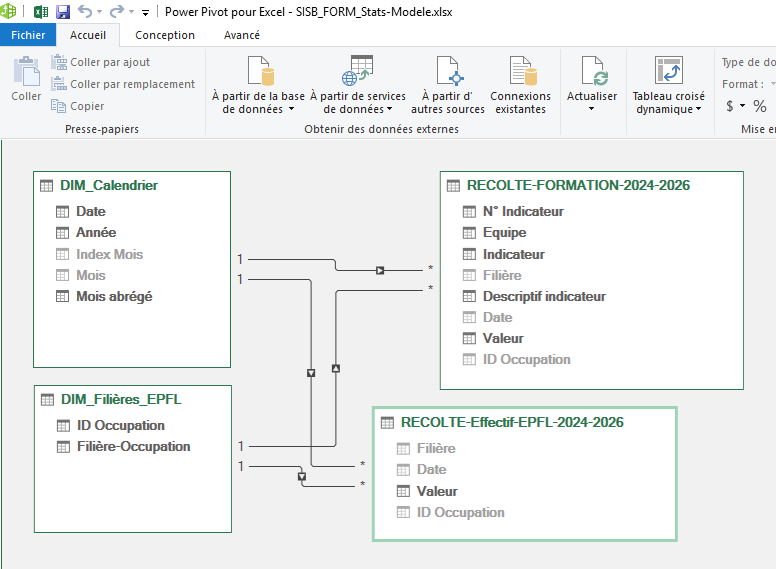 Power Pivot pour Excel - SISB_FORM_Stats-Modele.xlsx
Fichier Accueil Conception Avancé
Coller
Coller par ajout
Coller par remplacement
Copier
Presse-papiers
À partir de la base de données
À partir de services de données
À partir d' autres sources
Connexions existantes
Obtenir des données externes
Actualiser
Tableau croisé dynamique
Type de do
Format :
$ %
Mise en
DIM_Calendrier
Date
Année
Index Mois
Mois
Mois abrégé
1
1
*
*
RECOLTE-FORMATION-2024-2026
N° Indicateur
Equipe
Indicateur
Filière
Descriptif indicateur
Date
Valeur
ID Occupation
DIM_Filières_EPFL
ID Occupation
Filière-Occupation
1
1
*
*
RECOLTE-Effectif-EPFL-2024-2026
Filière
Date
Valeur
ID Occupation